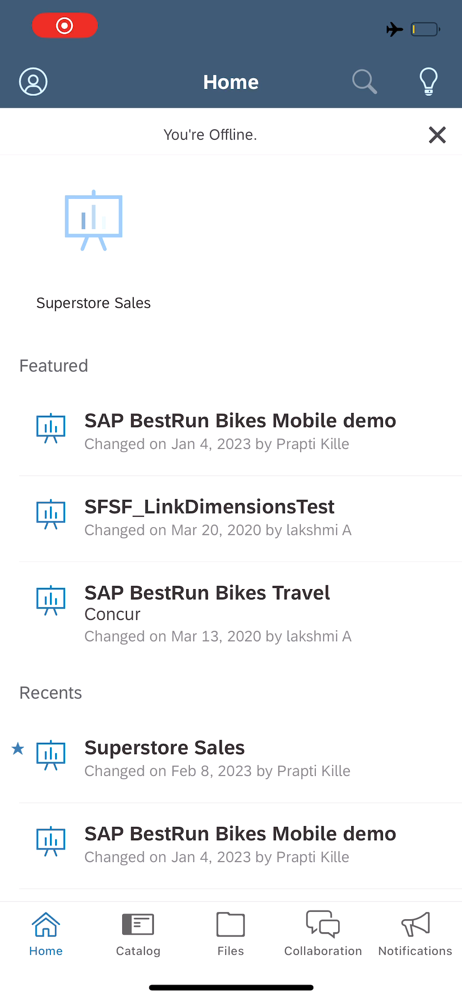 Home
You're Offline.
Superstore Sales
Featured
SAP BestRun Bikes Mobile demo
Changed on Jan 4, 2023 by Prapti Kille
SFSF_LinkDimensionsTest
Changed on Mar 20, 2020 by lakshmi A
SAP BestRun Bikes Travel
Concur
Changed on Mar 13, 2020 by lakshmi A
Recents
Superstore Sales
Changed on Feb 8, 2023 by Prapti Kille
SAP BestRun Bikes Mobile demo
Changed on Jan 4, 2023 by Prapti Kille
Home Catalog Files Collaboration Notifications